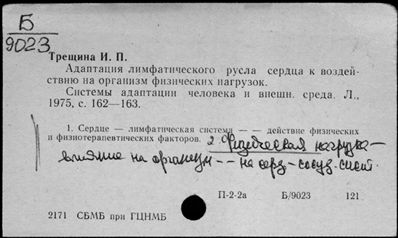 Б
9023
Трещина И. П.
Адаптация лимфатического русла сердца к воздей-
ствию на организм физических нагрузок.
Системы адаптации человека и внешн. среда. Л.,
1975, с. 162—163.
1. Сердце — лимфатическая система — — действие физических
и физиотерапевтических факторов. 2. Физическая нагрузка -
влияние на организм - - на серд.-сосуд. сист.
П-2-2а Б/9023 121
2171 СБМБ при ГЦНМБ